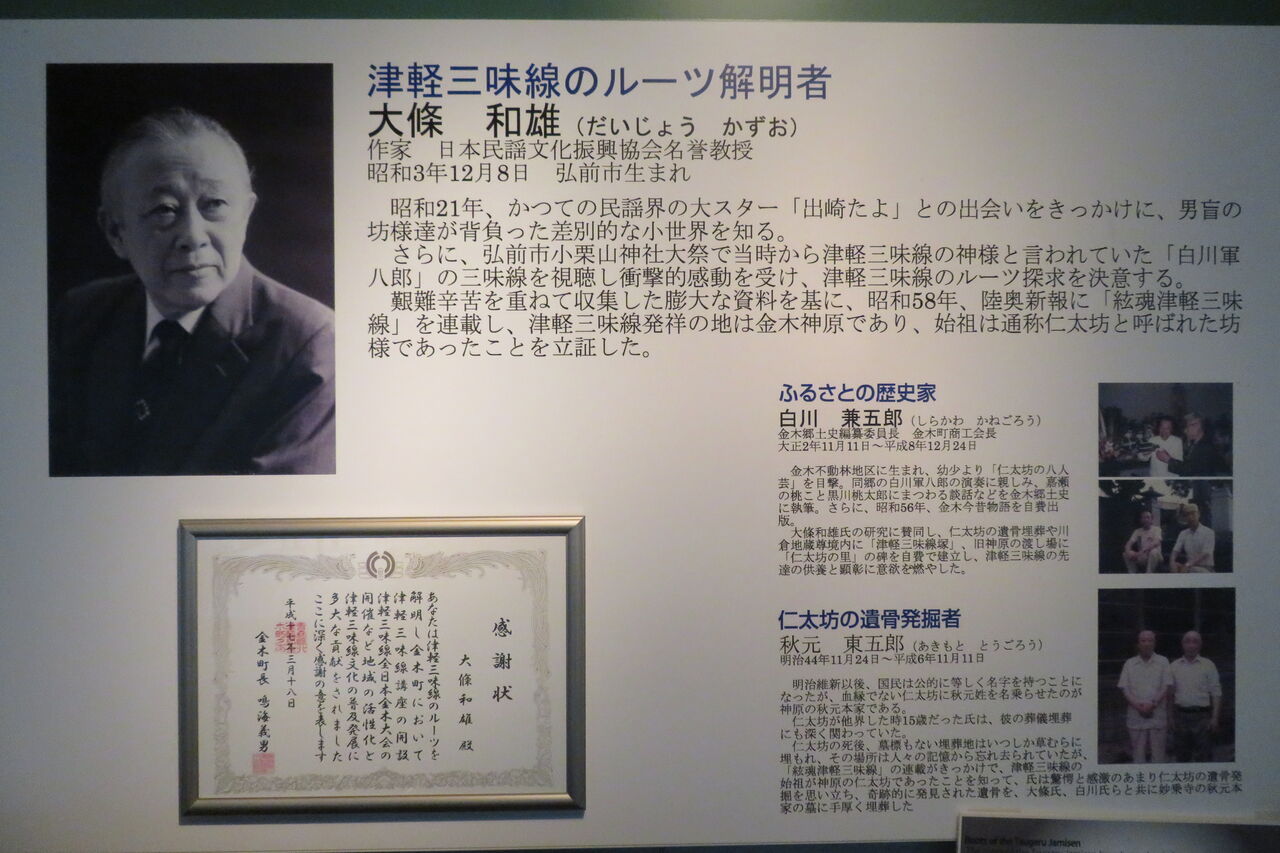 津軽三味線のルーツ解明者
大條　和雄（だいじょう　かずお）
作家　日本民謡文化振興協会名誉教授
昭和3年12月8日　弘前市生まれ
昭和21年、かつての民謡界の大スター「出崎たよ」との出会いをきっかけに、男盲の
坊様達が背負った差別的な小世界を知る。
さらに、弘前市小栗山神社大祭で当時から津軽三味線の神様と言われていた「白川軍
八郎」の三味線を視聴し衝撃的感動を受け、津軽三味線のルーツ探求を決意する。
艱難辛苦を重ねて収集した膨大な資料を基に、昭和58年、陸奥新報に「絃魂津軽三味
線」を連載し、津軽三味線発祥の地は金木神原であり、始祖は通称仁太坊と呼ばれた坊
様であったことを立証した。
ふるさとの歴史家
白川　兼五郎（しらかわ　かねごろう）
金木郷土史編纂委員長　金木町商工会長
大正2年11月11日～平成8年12月24日
金木不動林地区に生まれ、幼少より「仁太坊の八人
芸」を目撃。同郷の白川軍八郎の演奏に親しみ、嘉瀬
の桃こと黒川桃太郎にまつわる談話などを金木郷土史
に執筆。さらに、昭和56年、金木今昔物語を自費出
版。
大條和雄氏の研究に賛同し、仁太坊の遺骨埋葬や川
倉地蔵尊境内に「津軽三味線塚」、旧神原の渡し場に
「仁太坊の里」の碑を自費で建立し、津軽三味線の先
達の供養と顕彰に意欲を燃やした。
仁太坊の遺骨発掘者
秋元　東五郎（あきもと　とうごろう）
明治44年11月24日～平成6年11月11日
明治維新以後、国民は公的に等しく名字を持つことに
なったが、血縁でない仁太坊に秋元姓を名乗らせたのが
神原の秋元本家である。
仁太坊が他界した時15歳だった氏は、彼の葬儀埋葬
にも深く関わっていた。
仁太坊の死後、墓標もない埋葬地はいつしか草むらに
埋もれ、その場所は人々の記憶から忘れ去られていたが、
「絃魂津軽三味線」の連載がきっかけで、津軽三味線の
始祖が神原の仁太坊であったことを知って、氏は驚愕と感激のあまり仁太坊の遺骨発
掘を思い立ち、奇跡的に発見された遺骨を、大條氏、白川氏らと共に妙乗寺の秋元本
家の墓に手厚く埋葬した
感謝状
大條和雄　殿
あなたは津軽三味線のルーツを
解明し金木町において
津軽三味線講座の開設
津軽三味線全日本金木大会の
開催など地域の活性化と
津軽三味線文化の普及発展に
多大な貢献をされました
ここに深く感謝の意を表します
平成十七年三月十八日
金木町長　鳴海義男
Roots of the Tsugaru Jamisen